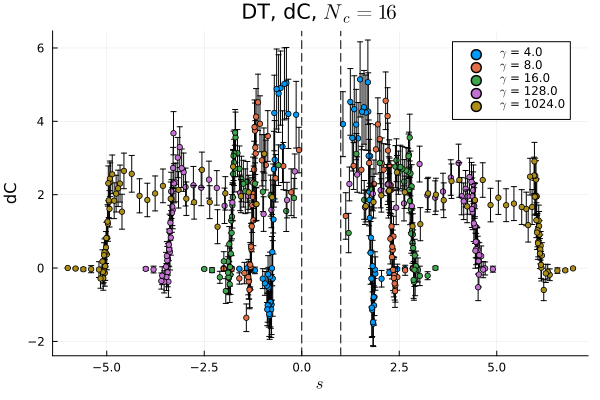 DT, dC, N_c = 16
6
4
2
0
−2
dC
−5.0
−2.5
0.0
2.5
5.0
s
γ = 4.0
γ = 8.0
γ = 16.0
γ = 128.0
γ = 1024.0